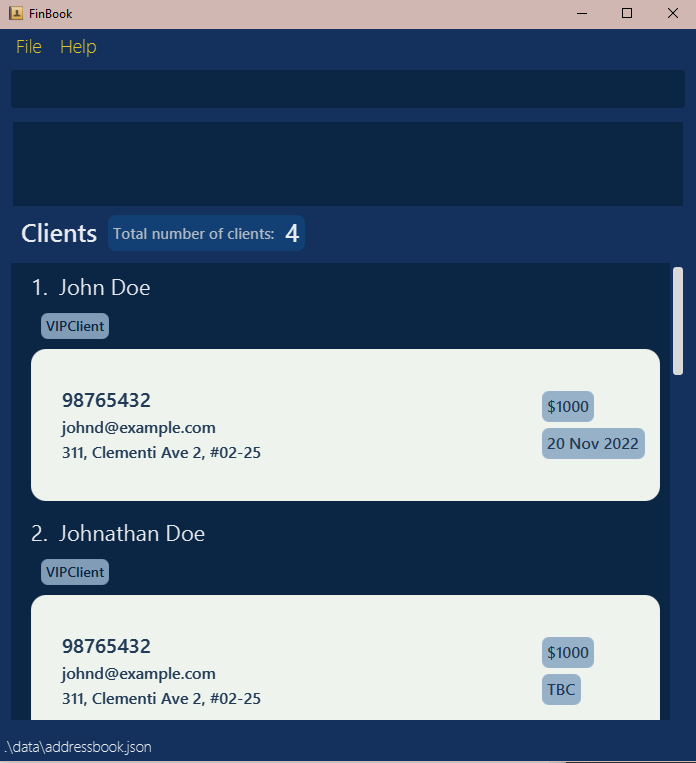 FinBook
File Help
Clients Total number of clients: 4
1. John Doe
VIPClient
98765432
johnd@example.com
311, Clementi Ave 2, #02-25
$1000
20 Nov 2022
2. Johnathan Doe
VIPClient
98765432
johnd@example.com
311, Clementi Ave 2, #02-25
$1000
TBC
.\data\addressbook.json